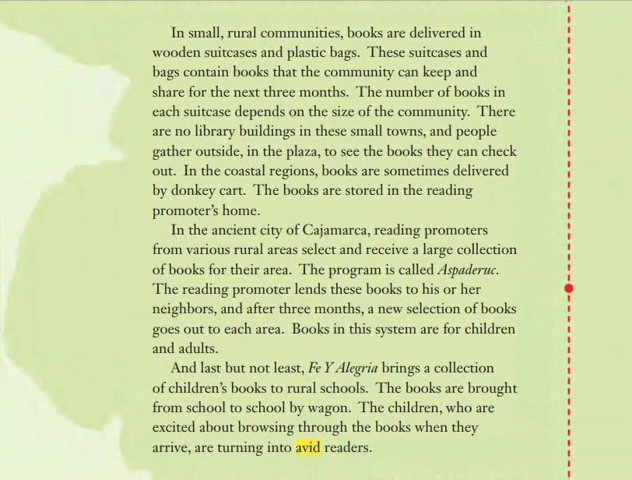 In small, rural communities, books are delivered in
wooden suitcases and plastic bags. These suitcases and
bags contain books that the community can keep and
share for the next three months. The number of books in
each suitcase depends on the size of the community. There
are no library buildings in these small towns, and people
gather outside, in the plaza, to see the books they can check
out. In the coastal regions, books are sometimes delivered
by donkey cart. The books are stored in the reading
promoter’s home.
In the ancient city of Cajamarca, reading promoters
from various rural areas select and receive a large collection
of books for their area. The program is called Aspaderuc.
The reading promoter lends these books to his or her
neighbors, and after three months, a new selection of books
goes out to each area. Books in this system are for children
and adults.
And last but not least, Fe Y Alegria brings a collection
of children’s books to rural schools. The books are brought
from school to school by wagon. The children, who are
excited about browsing through the books when they
arrive, are turning into avid readers.